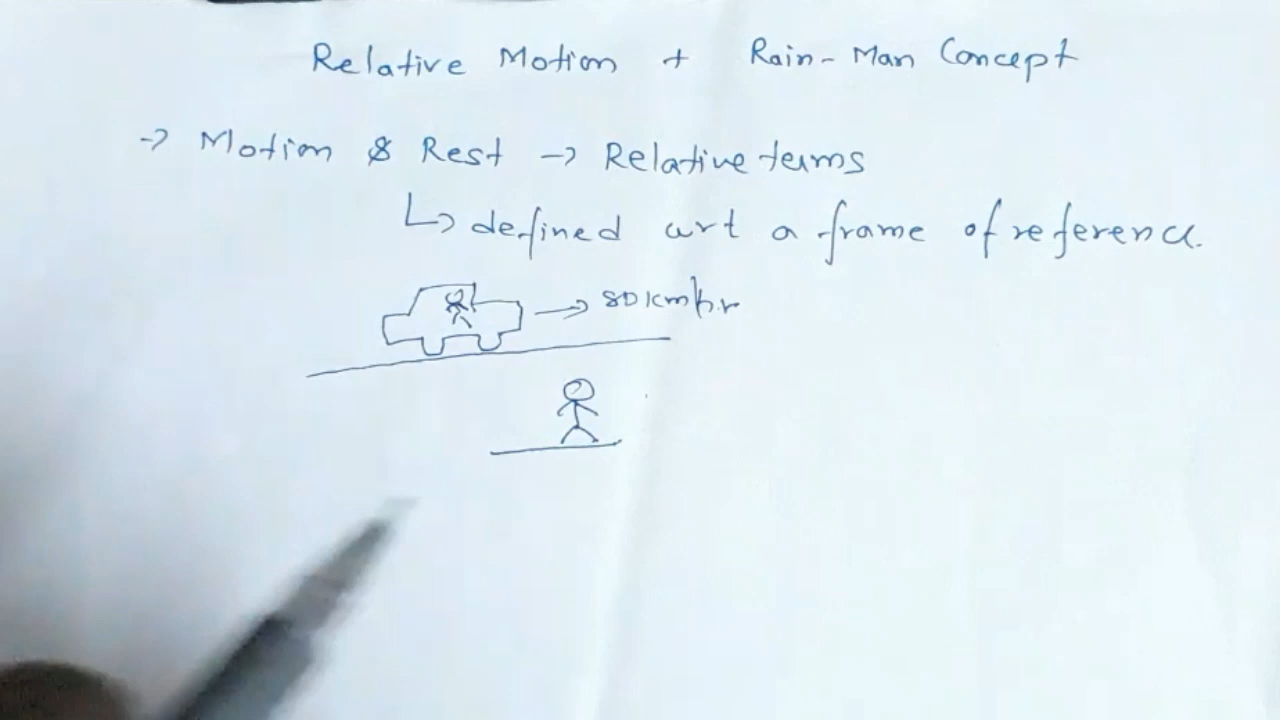 Relative Motion + Rain-Man Concept
→ Motion & Rest → Relative terms
↳ defined wrt a frame of reference.
→ 80 km/hr